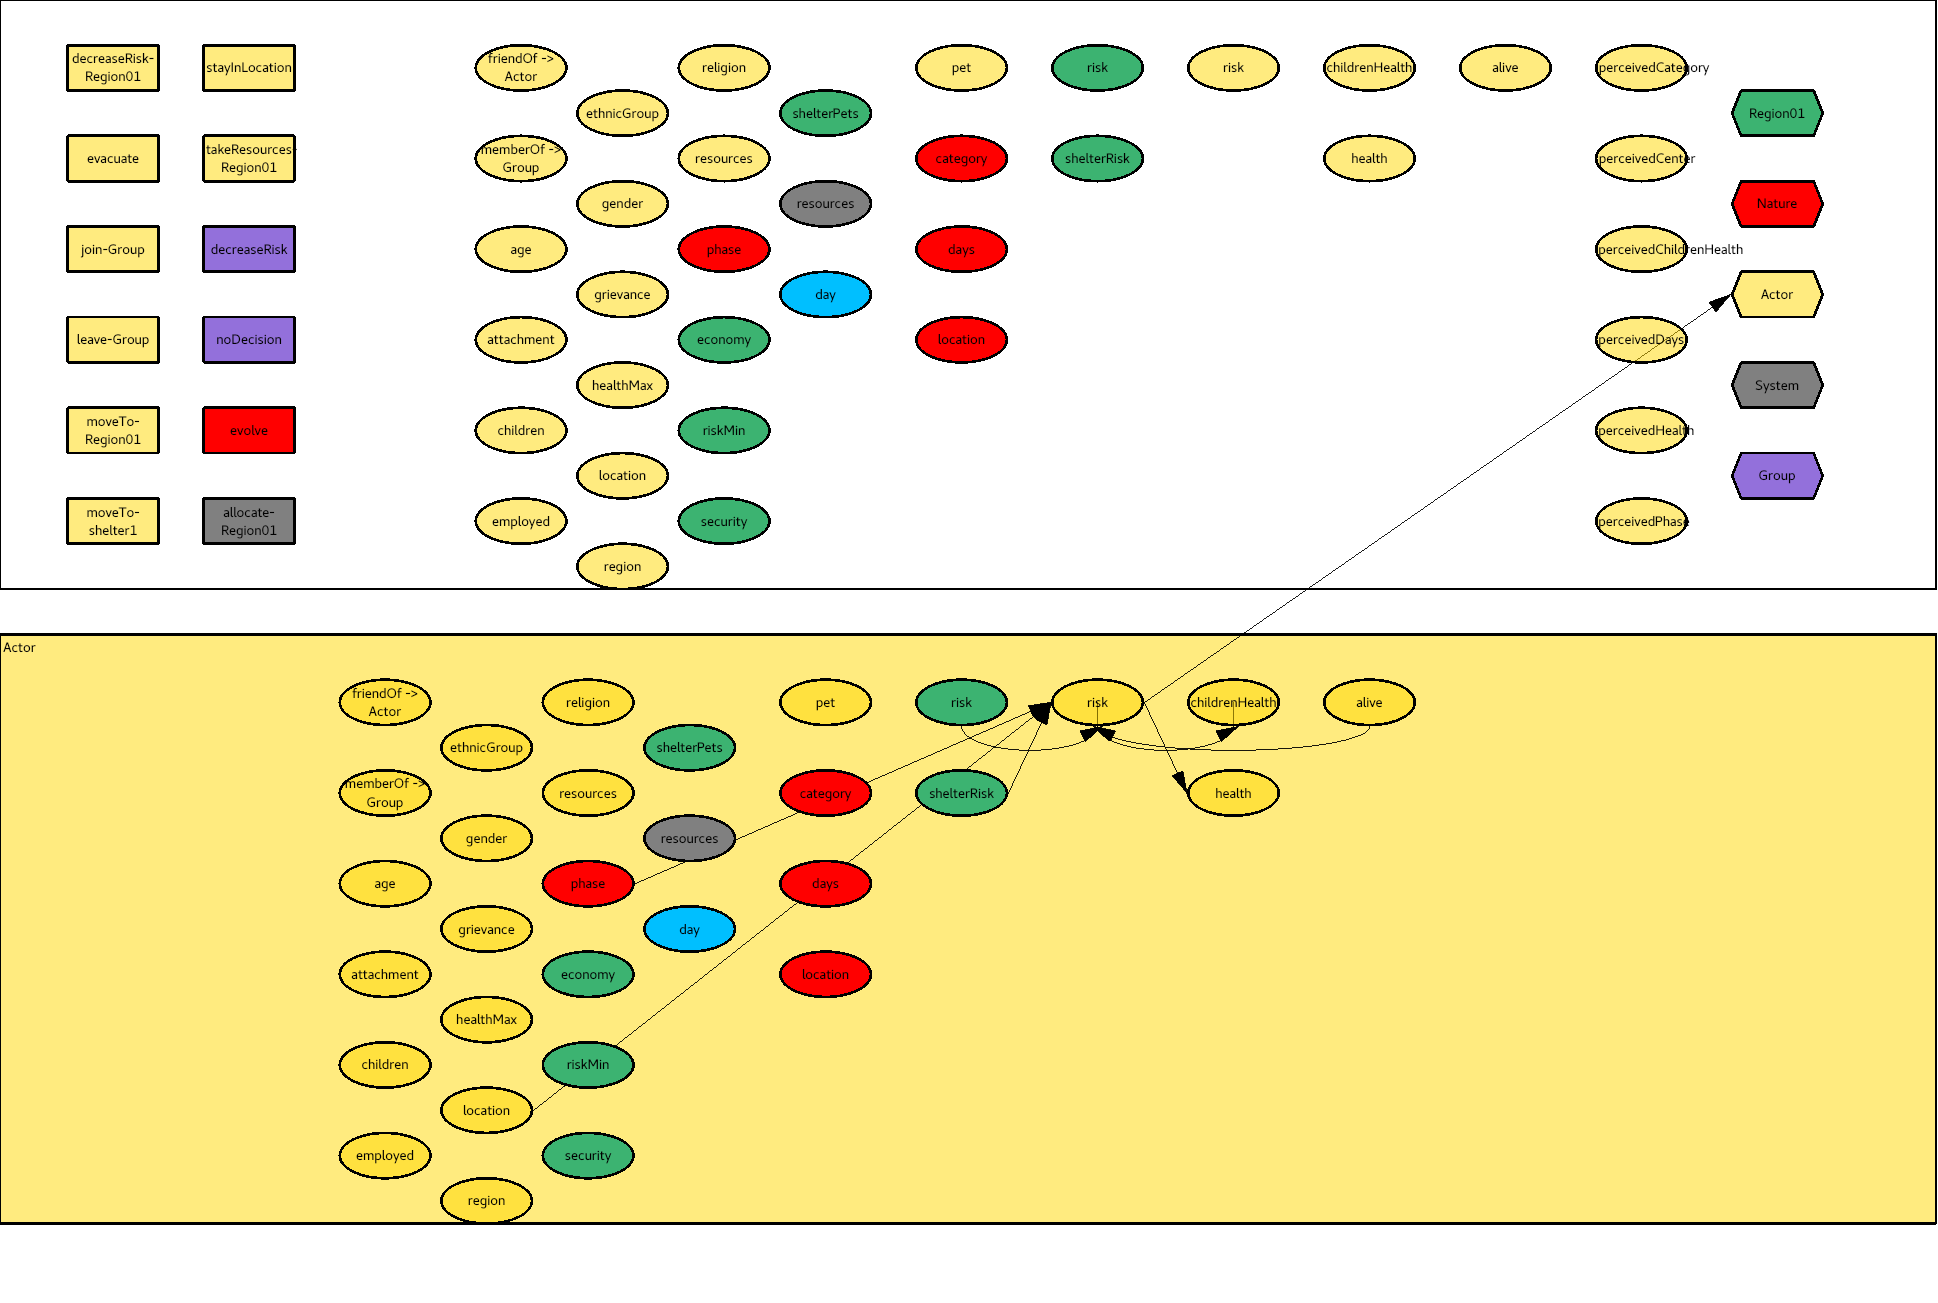 decreaseRisk-
Region01
stayInLocation
friendOf ->
Actor
religion
pet
risk
risk
childrenHealth
alive
perceivedCategory
ethnicGroup
shelterPets
Region01
evacuate
takeResources-
Region01
memberOf ->
Group
resources
category
shelterRisk
health
perceivedCenter
gender
resources
Nature
join-Group
decreaseRisk
age
phase
days
perceivedChildrenHealth
grievance
day
Actor
leave-Group
noDecision
attachment
economy
location
perceivedDays
healthMax
System
moveTo-
Region01
evolve
children
riskMin
perceivedHealth
location
Group
moveTo-
shelter1
allocate-
Region01
employed
security
perceivedPhase
region
Actor
friendOf ->
Actor
religion
pet
risk
risk
childrenHealth
alive
ethnicGroup
shelterPets
memberOf ->
Group
resources
category
shelterRisk
health
gender
resources
age
phase
days
grievance
day
attachment
economy
location
healthMax
children
riskMin
location
employed
security
region